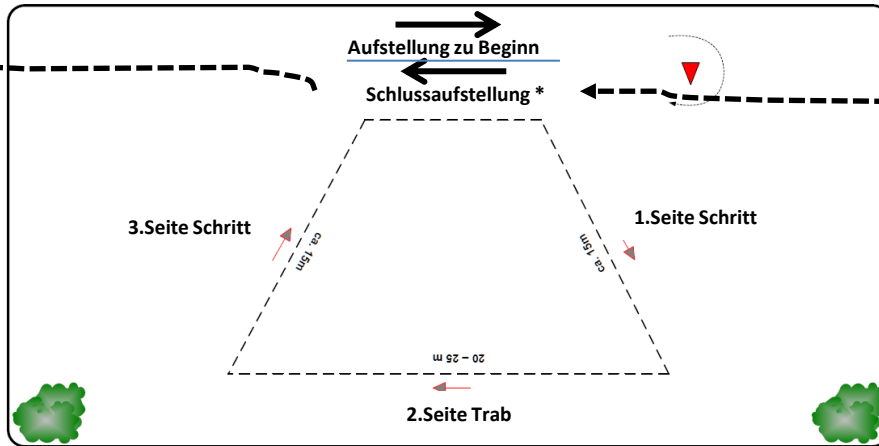 Aufstellung zu Beginn
Schlussaufstellung *
3.Seite Schritt
1.Seite Schritt
ca. 15m
ca. 15m
20 – 25 m
2.Seite Trab